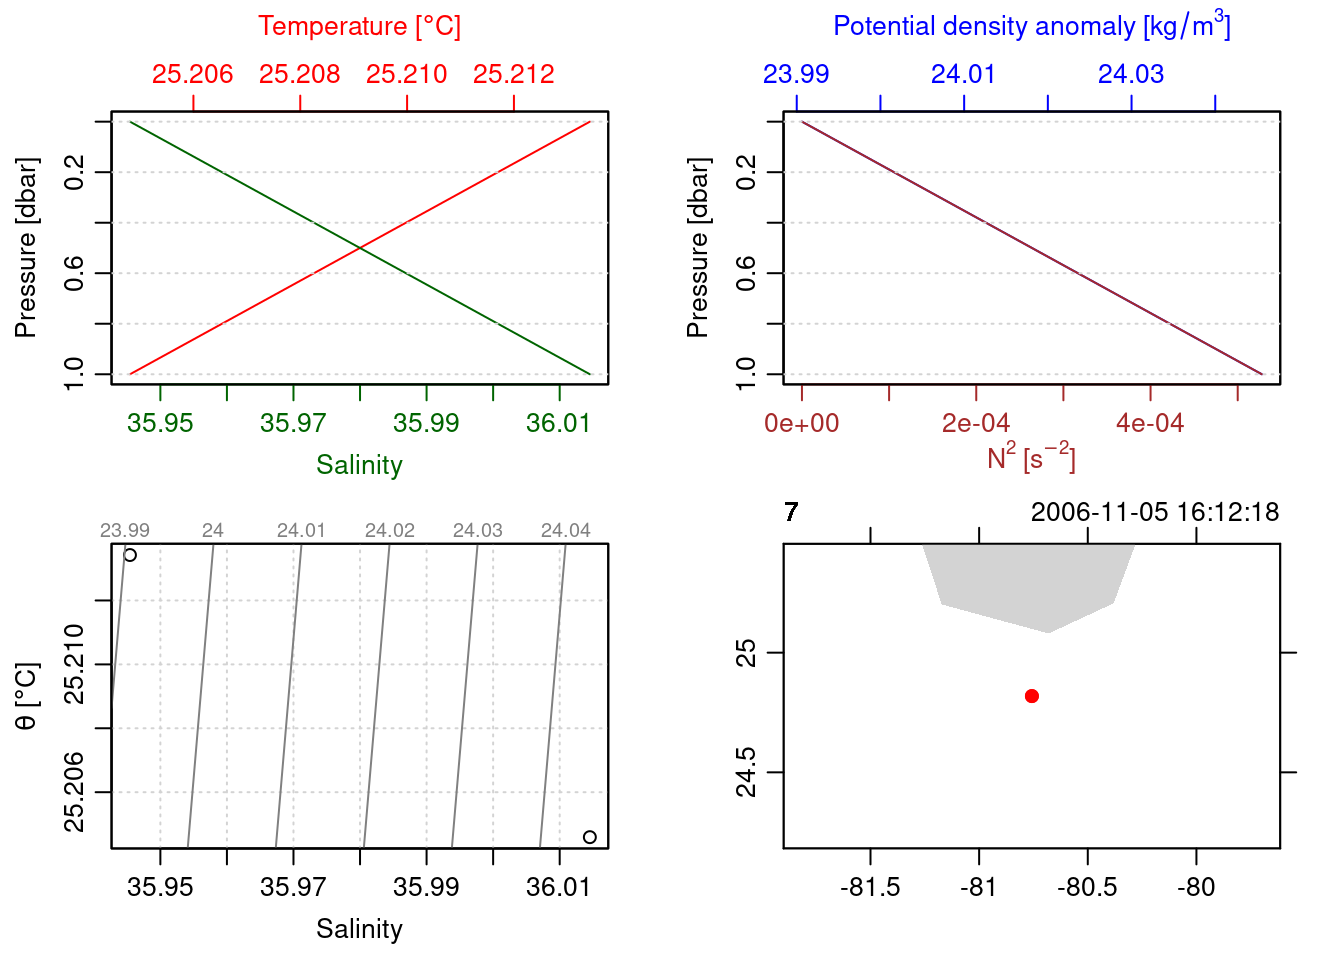 Temperature [°C]
25.206 25.208 25.210 25.212
Pressure [dbar]
0.2
0.6
1.0
35.95 35.97 35.99 36.01
Salinity
Potential density anomaly [kg/m³]
23.99 24.01 24.03
Pressure [dbar]
0.2
0.6
1.0
0e+00 2e-04 4e-04
N² [s⁻²]
23.99 24 24.01 24.02 24.03 24.04
θ [°C]
25.210
25.206
35.95 35.97 35.99 36.01
Salinity
7 2006-11-05 16:12:18
25
24.5
-81.5 -81 -80.5 -80